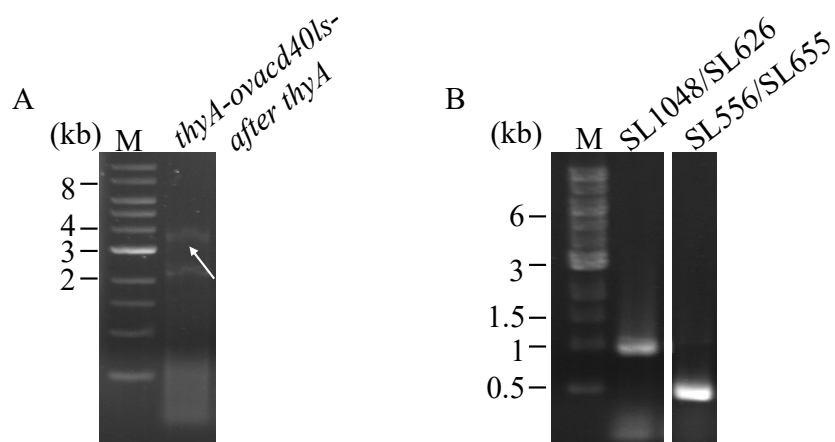 A
(kb)
M
thyA-ovacd40ls-
after thyA
8
4
3
2
B
(kb)
M
SL1048/SL626
SL556/SL655
6
3
1.5
1
0.5